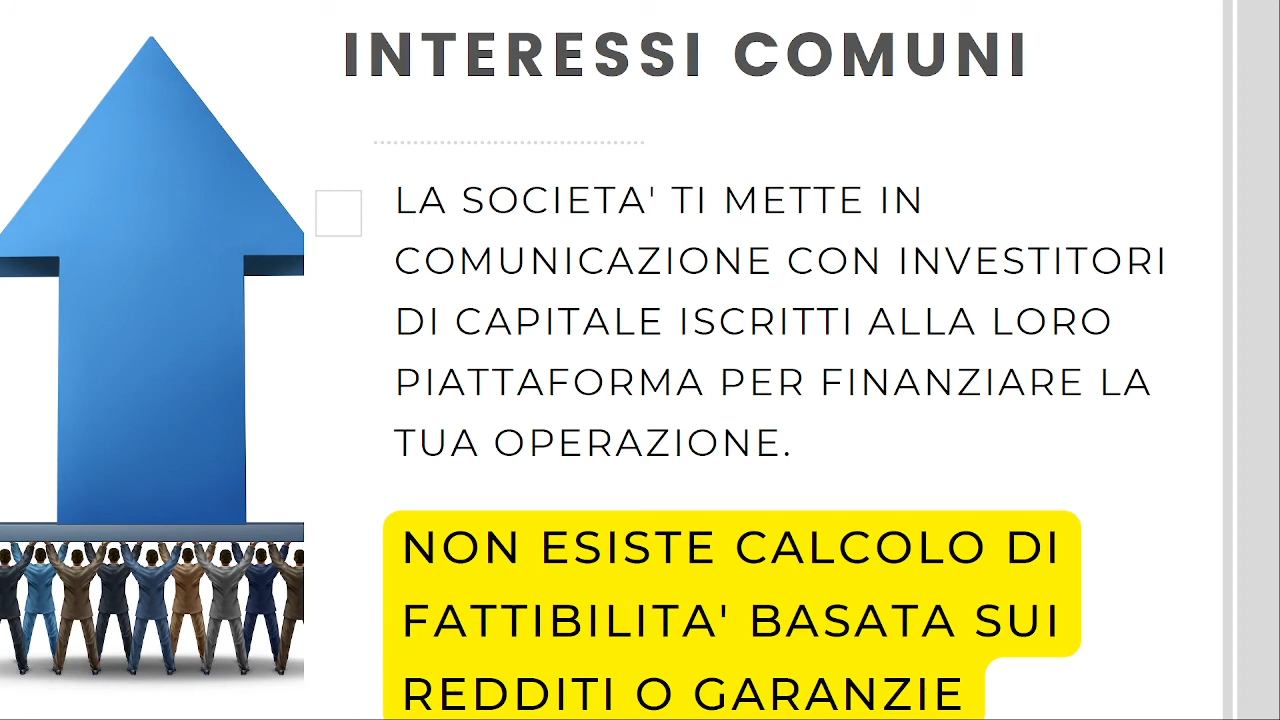 INTERESSI COMUNI
LA SOCIETA' TI METTE IN
COMUNICAZIONE CON INVESTITORI
DI CAPITALE ISCRITTI ALLA LORO
PIATTAFORMA PER FINANZIARE LA
TUA OPERAZIONE.
NON ESISTE CALCOLO DI
FATTIBILITA' BASATA SUI
REDDITI O GARANZIE